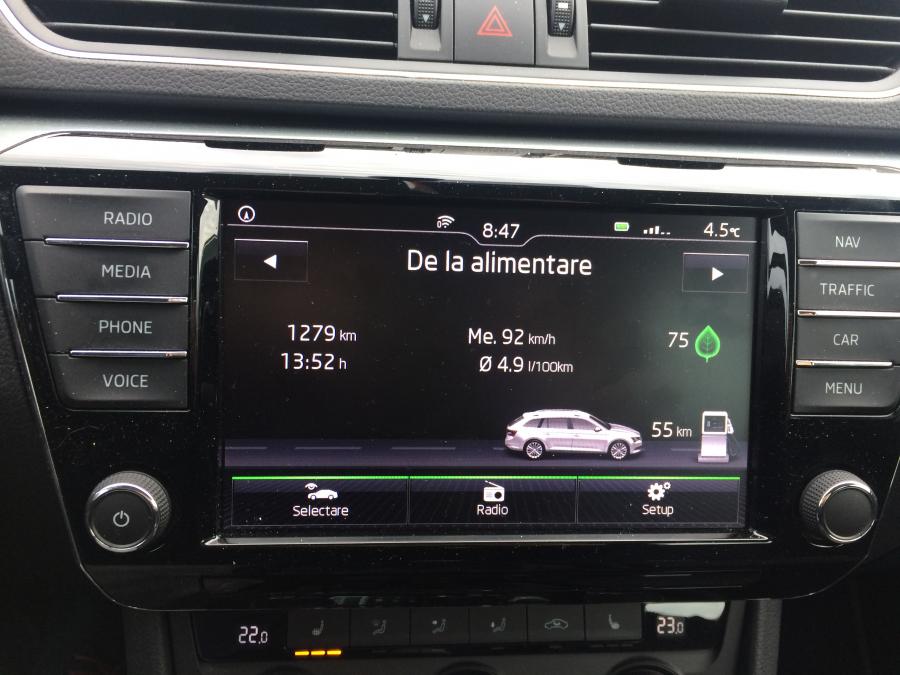 RADIO
MEDIA
PHONE
VOICE
0
8:47
4.5°C
De la alimentare
1279 km
13:52 h
Me. 92 km/h
Ø 4.9 l/100km
75
55 km
Selectare
Radio
Setup
NAV
TRAFFIC
CAR
MENU
22.0
23.0